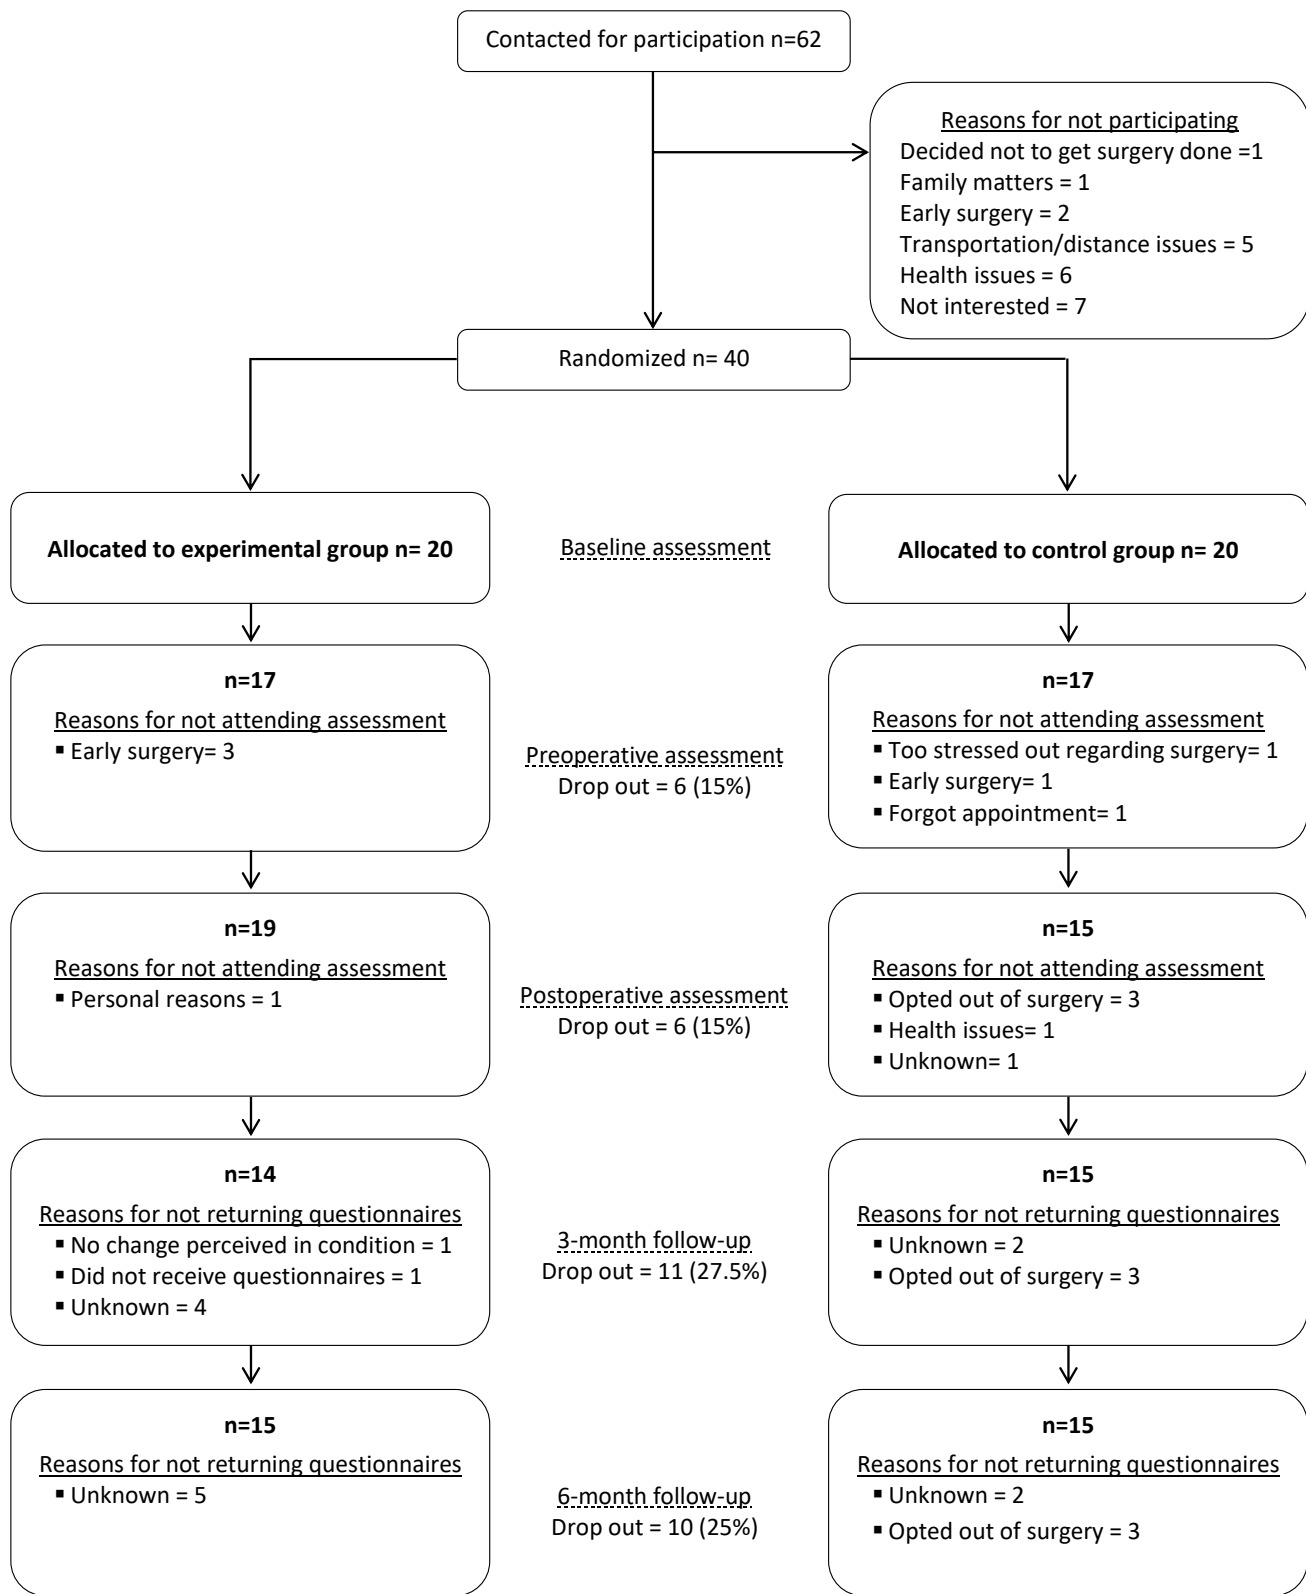 Contacted for participation n=62
Reasons for not participating
Decided not to get surgery done =1
Family matters = 1
Early surgery = 2
Transportation/distance issues = 5
Health issues = 6
Not interested = 7
Randomized n= 40
Allocated to experimental group n= 20
Baseline assessment
Allocated to control group n= 20
n=17
Reasons for not attending assessment
▪ Early surgery= 3
Preoperative assessment
Drop out = 6 (15%)
n=17
Reasons for not attending assessment
▪ Too stressed out regarding surgery= 1
▪ Early surgery= 1
▪ Forgot appointment= 1
n=19
Reasons for not attending assessment
▪ Personal reasons = 1
Postoperative assessment
Drop out = 6 (15%)
n=15
Reasons for not attending assessment
▪ Opted out of surgery = 3
▪ Health issues= 1
▪ Unknown= 1
n=14
Reasons for not returning questionnaires
▪ No change perceived in condition = 1
▪ Did not receive questionnaires = 1
▪ Unknown = 4
3-month follow-up
Drop out = 11 (27.5%)
n=15
Reasons for not returning questionnaires
▪ Unknown = 2
▪ Opted out of surgery = 3
n=15
Reasons for not returning questionnaires
▪ Unknown = 5
6-month follow-up
Drop out = 10 (25%)
n=15
Reasons for not returning questionnaires
▪ Unknown = 2
▪ Opted out of surgery = 3